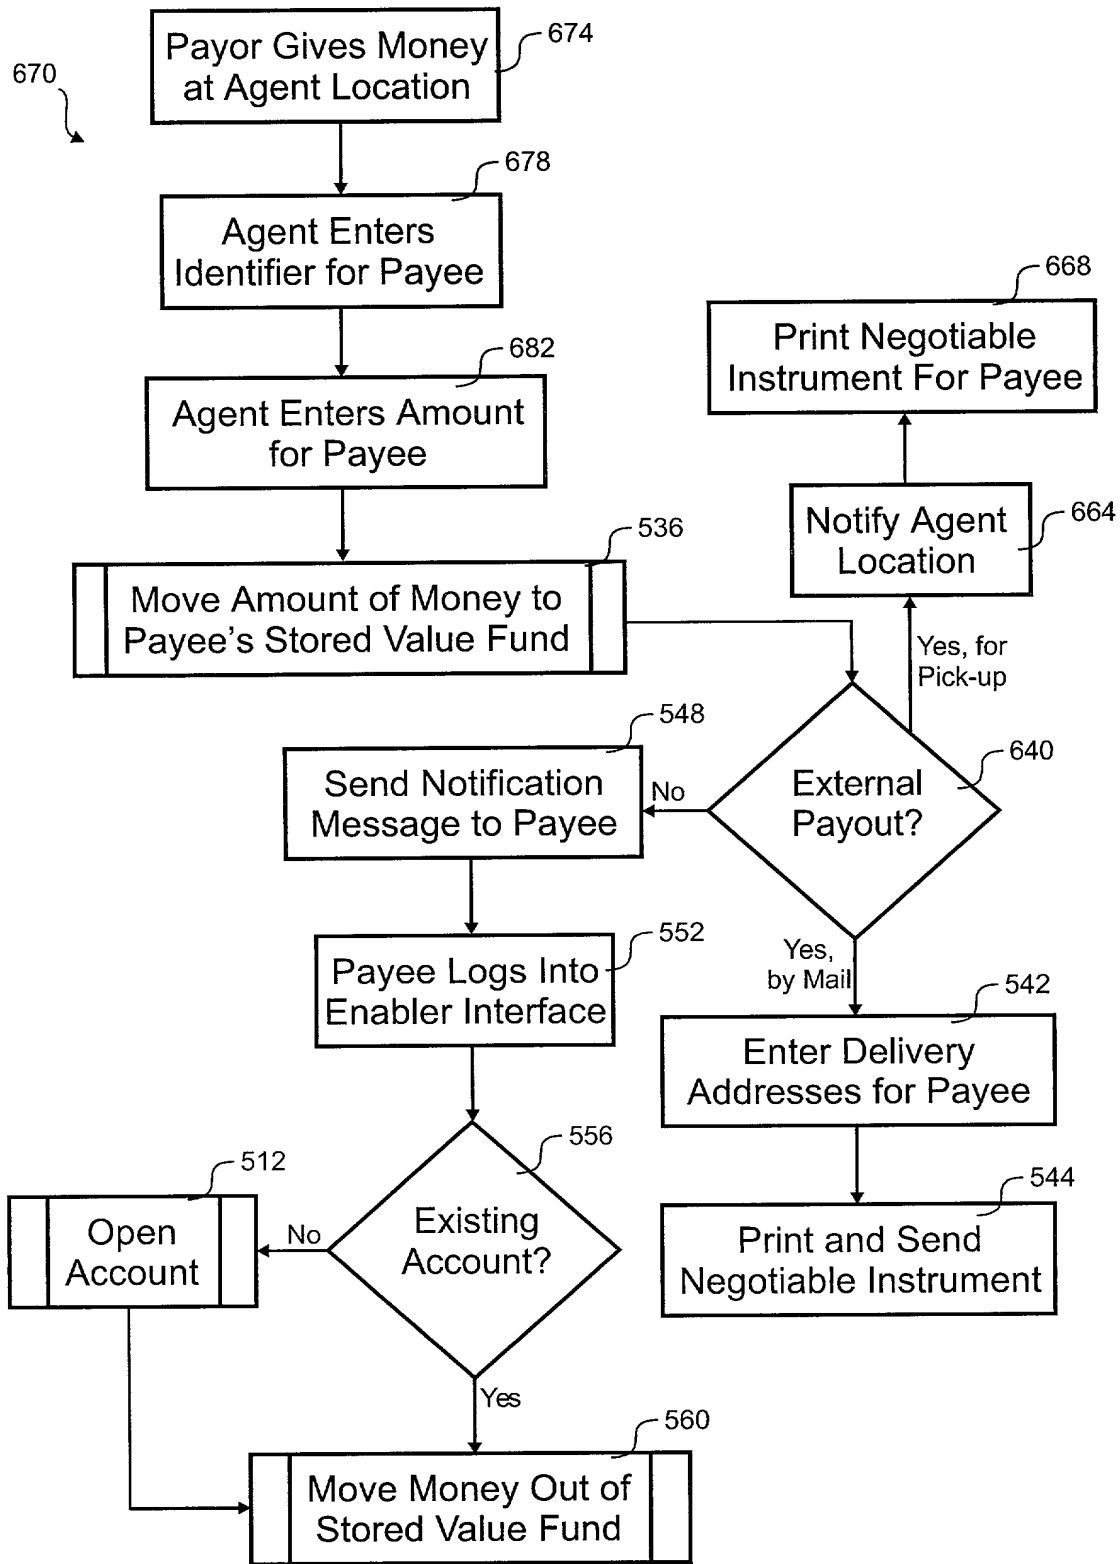 670
674
Payor Gives Money
at Agent Location
678
Agent Enters
Identifier for Payee
682
Agent Enters Amount
for Payee
536
Move Amount of Money to
Payee's Stored Value Fund
668
Print Negotiable
Instrument For Payee
664
Notify Agent
Location
Yes, for
Pick-up
640
External
Payout?
No
548
Send Notification
Message to Payee
552
Payee Logs Into
Enabler Interface
Yes,
by Mail
542
Enter Delivery
Addresses for Payee
544
Print and Send
Negotiable Instrument
556
Existing
Account?
No
512
Open
Account
Yes
560
Move Money Out of
Stored Value Fund